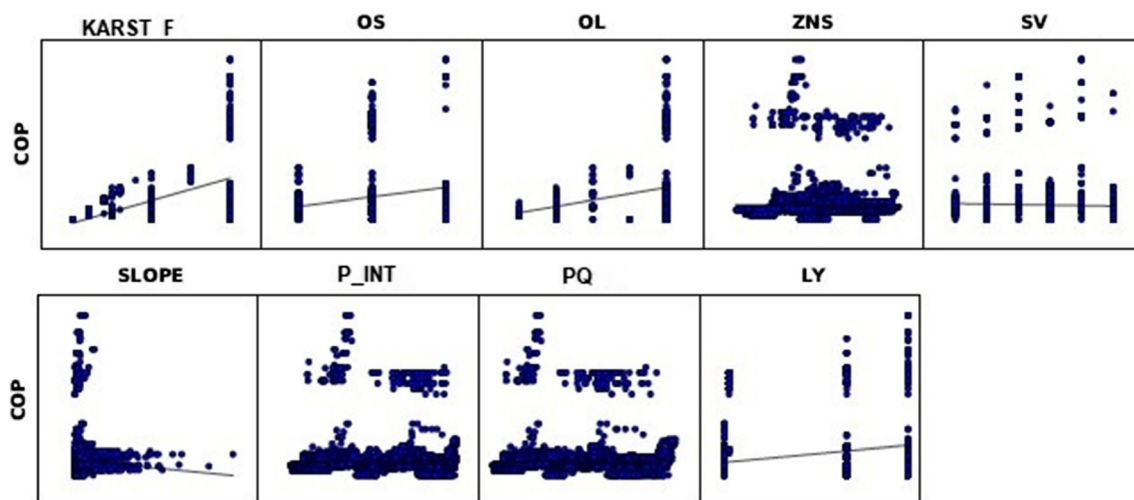 KARST F OS OL ZNS SV
COP
SLOPE P_INT PQ LY
COP